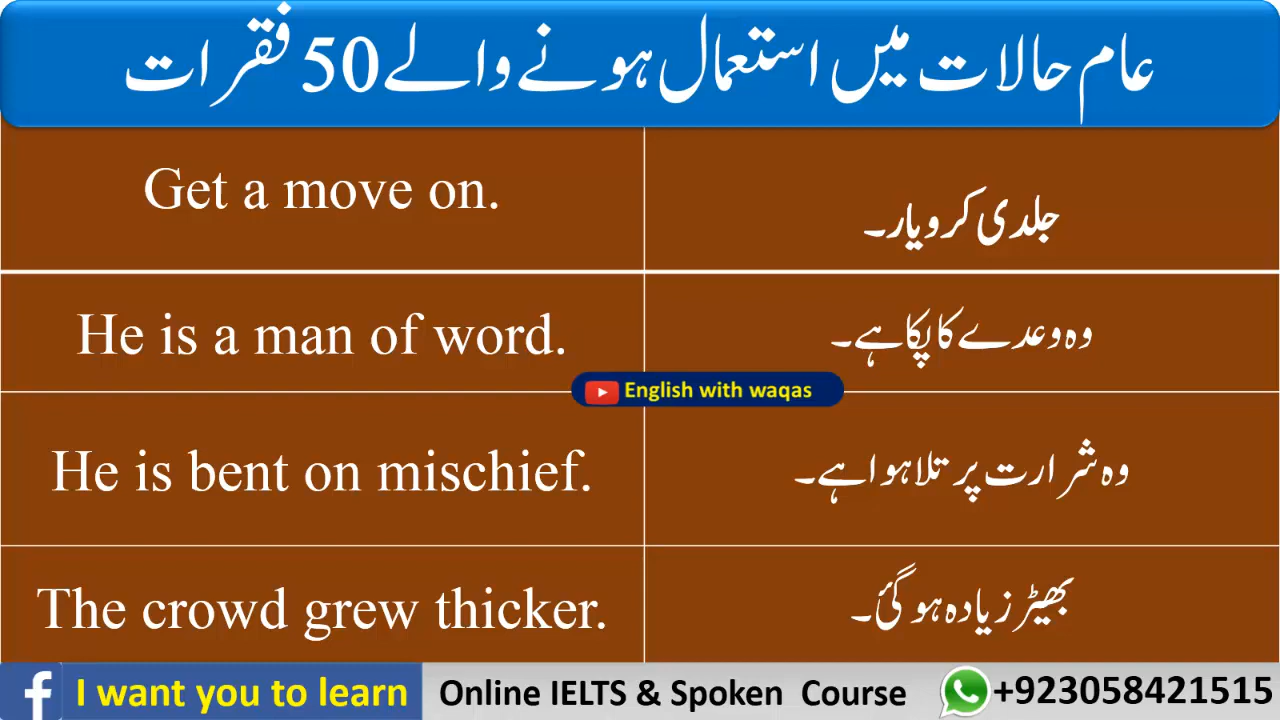 عام حالات میں استعمال ہونے والے 50 فقرات
Get a move on.
جلدی کرو یار۔
He is a man of word.
وہ وعدے کا پکا ہے۔
English with waqas
He is bent on mischief.
وہ شرارت پر تلا ہوا ہے۔
The crowd grew thicker.
بھیڑ زیادہ ہو گئ۔
I want you to learn
Online IELTS & Spoken Course
+923058421515